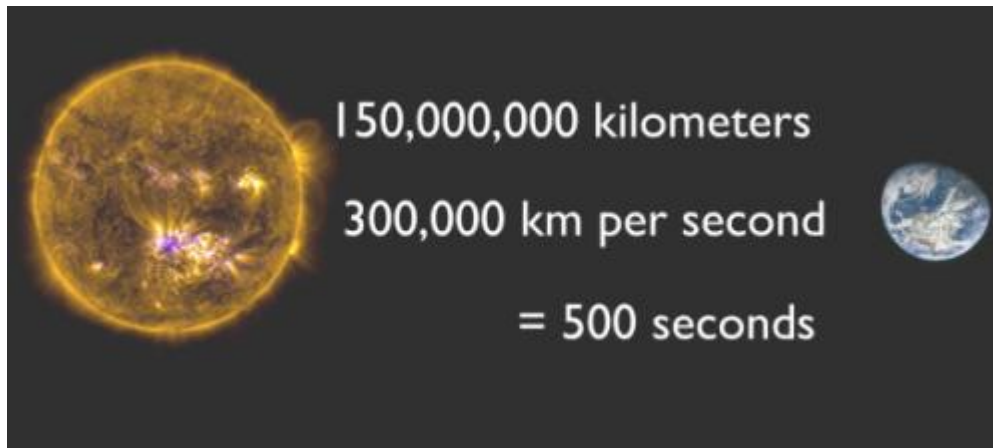 150,000,000 kilometers
300,000 km per second
= 500 seconds